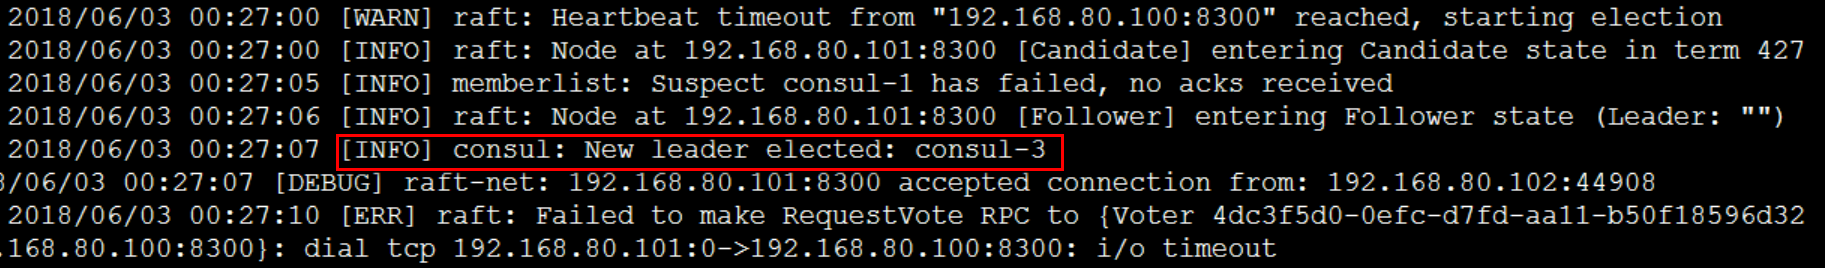 2018/06/03 00:27:00 [WARN] raft: Heartbeat timeout from "192.168.80.100:8300" reached, starting election
2018/06/03 00:27:00 [INFO] raft: Node at 192.168.80.101:8300 [Candidate] entering Candidate state in term 427
2018/06/03 00:27:05 [INFO] memberlist: Suspect consul-1 has failed, no acks received
2018/06/03 00:27:06 [INFO] raft: Node at 192.168.80.101:8300 [Follower] entering Follower state (Leader: "")
2018/06/03 00:27:07 [INFO] consul: New leader elected: consul-3
8/06/03 00:27:07 [DEBUG] raft-net: 192.168.80.101:8300 accepted connection from: 192.168.80.102:44908
2018/06/03 00:27:10 [ERR] raft: Failed to make RequestVote RPC to {Voter 4dc3f5d0-0efc-d7fd-aa11-b50f18596d32
.168.80.100:8300}: dial tcp 192.168.80.101:0->192.168.80.100:8300: i/o timeout